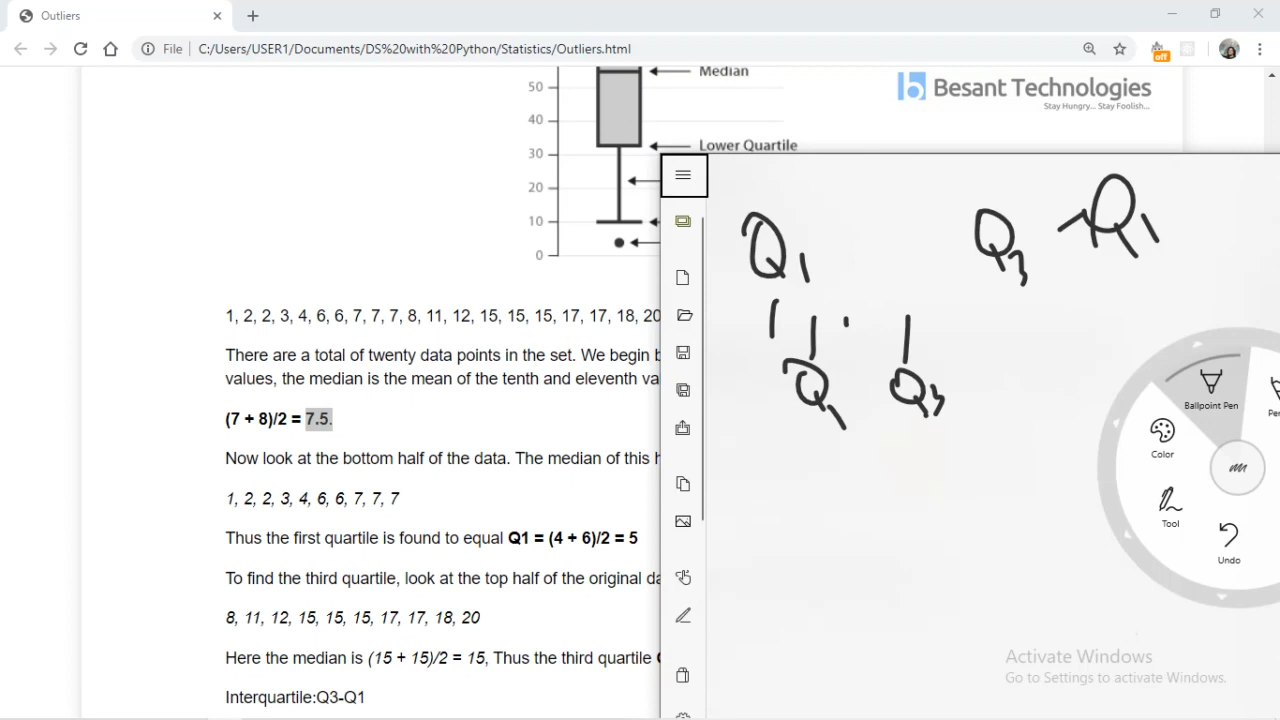 Outliers
File
C:/Users/USER1/Documents/DS%20with%20Python/Statistics/Outliers.html
off
50
Median
Besant Technologies
Stay Hungry... Stay Foolish...
40
30
Lower Quartile
20
10
0
Q1
Q3 - Q1
Q1 Q3
1, 2, 2, 3, 4, 6, 6, 7, 7, 7, 8, 11, 12, 15, 15, 15, 17, 17, 18, 20
There are a total of twenty data points in the set. We begin b
values, the median is the mean of the tenth and eleventh va
(7 + 8)/2 = 7.5.
Now look at the bottom half of the data. The median of this h
1, 2, 2, 3, 4, 6, 6, 7, 7, 7
Thus the first quartile is found to equal Q1 = (4 + 6)/2 = 5
To find the third quartile, look at the top half of the original da
8, 11, 12, 15, 15, 15, 17, 17, 18, 20
Here the median is (15 + 15)/2 = 15, Thus the third quartile
Interquartile:Q3-Q1
Ballpoint Pen
Color
Tool
Undo
Activate Windows
Go to Settings to activate Windows.